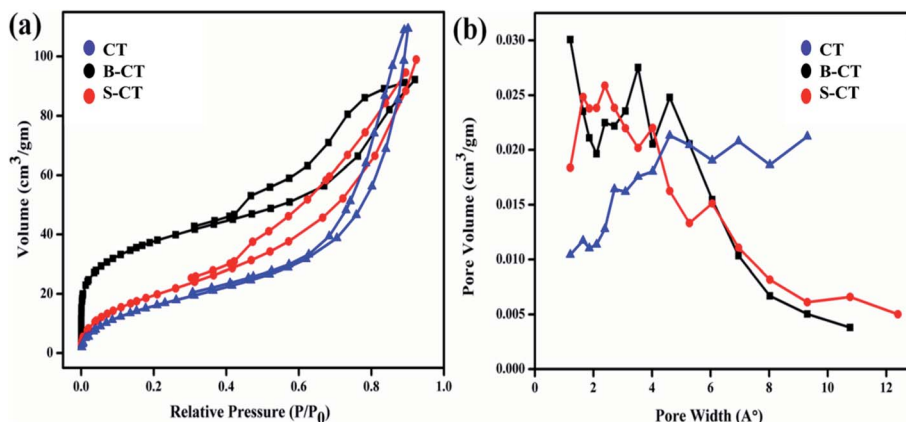 (a)
CT
B-CT
S-CT
Volume (cm³/gm)
100
80
60
40
20
0
0.0 0.2 0.4 0.6 0.8 1.0
Relative Pressure (P/P₀)
(b)
CT
B-CT
S-CT
Pore Volume (cm³/gm)
0.030
0.025
0.020
0.015
0.010
0.005
0.000
0 2 4 6 8 10 12
Pore Width (A°)